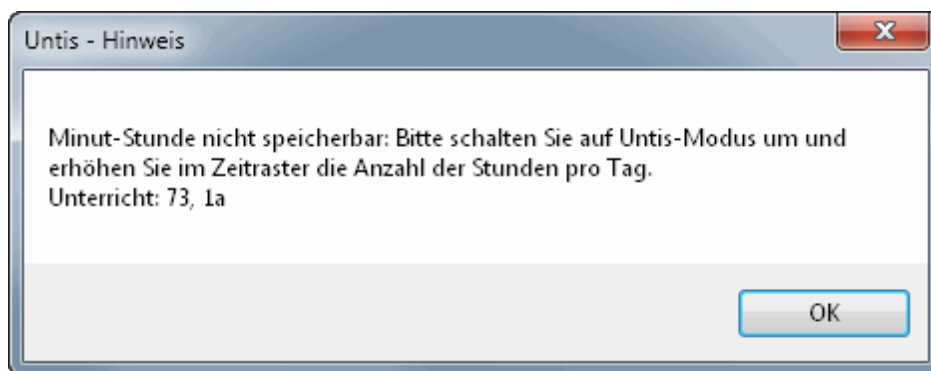 Untis - Hinweis
Minut-Stunde nicht speicherbar: Bitte schalten Sie auf Untis-Modus um und
erhöhen Sie im Zeitraster die Anzahl der Stunden pro Tag.
Unterricht: 73, 1a
OK